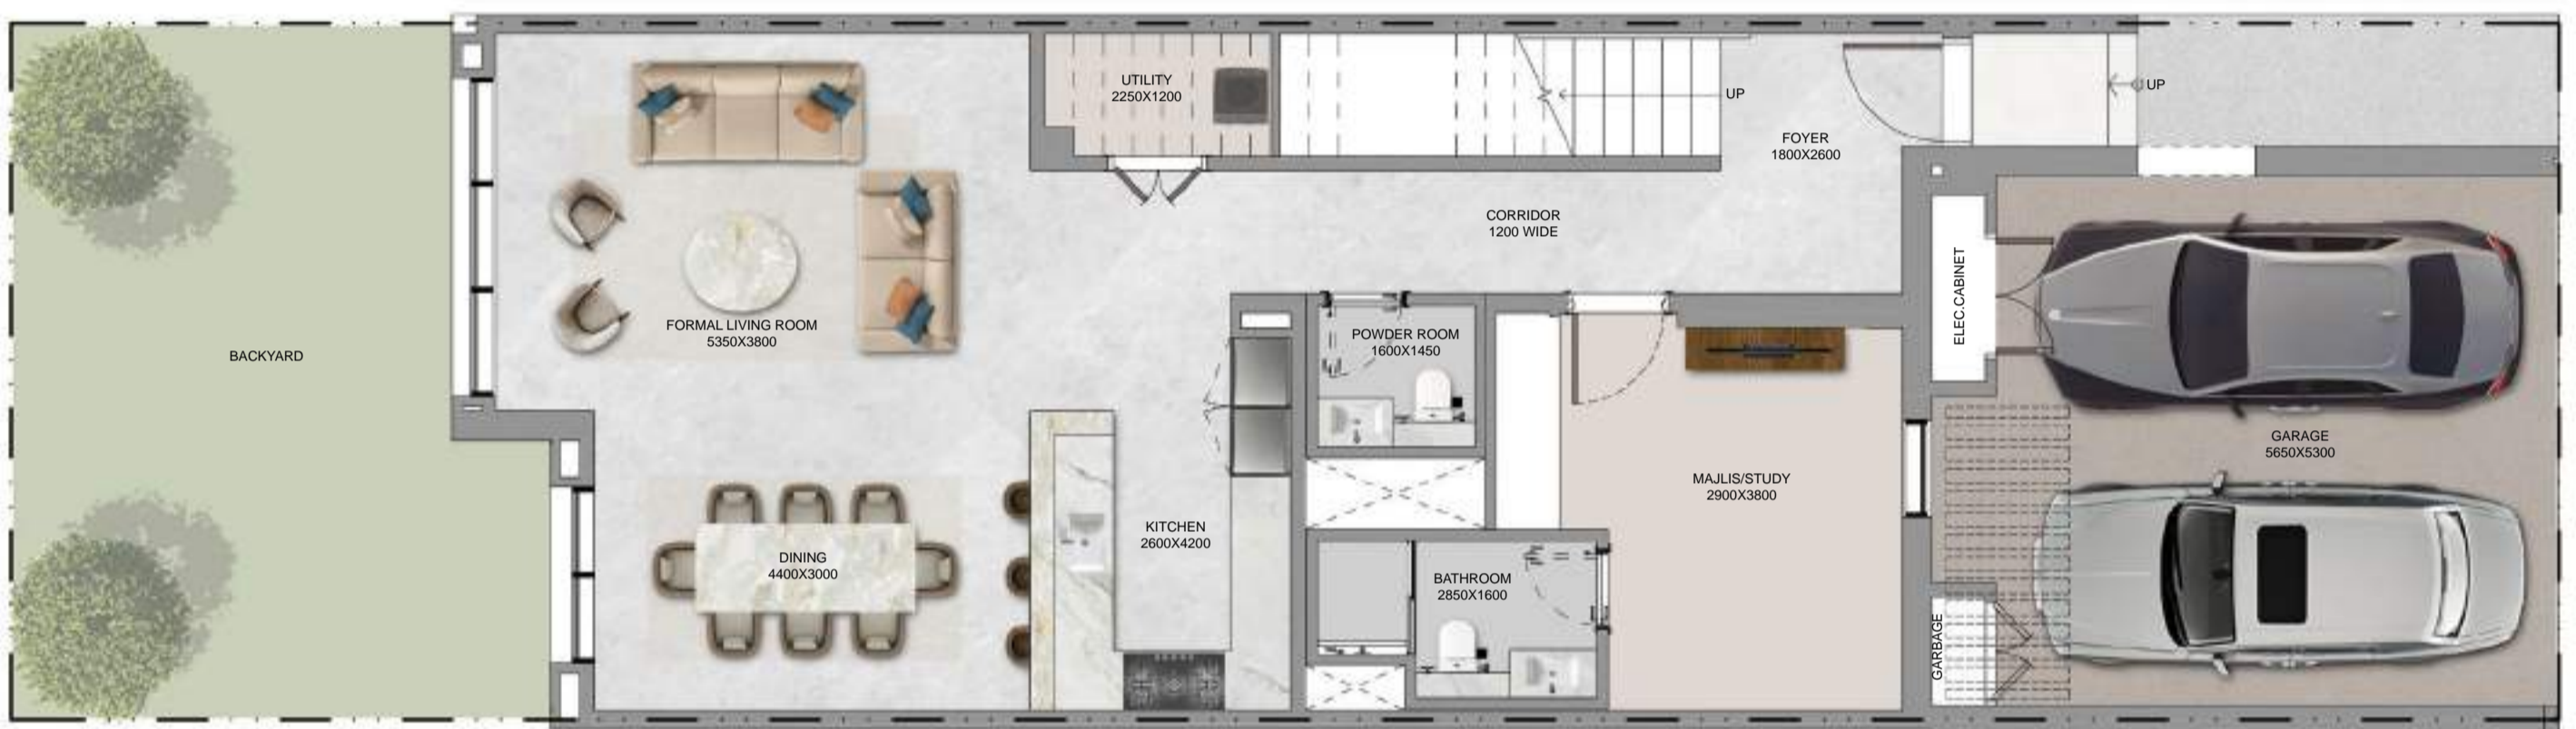 BACKYARD
FORMAL LIVING ROOM
5350X3800
DINING
4400X3000
UTILITY
2250X1200
KITCHEN
2600X4200
POWDER ROOM
1600X1450
BATHROOM
2850X1600
CORRIDOR
1200 WIDE
MAJLIS/STUDY
2900X3800
UP
FOYER
1800X2600
UP
ELEC.CABINET
GARBAGE
GARAGE
5650X5300